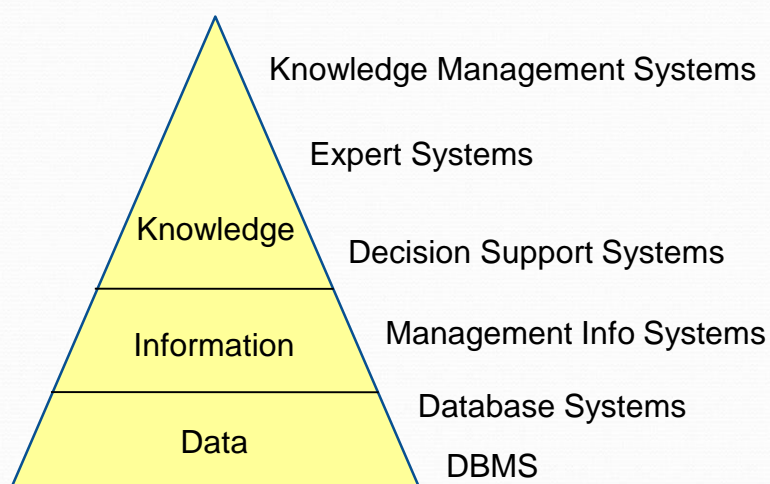 Knowledge Management Systems
Expert Systems
Knowledge
Decision Support Systems
Management Info Systems
Information
Database Systems
Data
DBMS